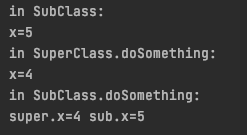 in SubClass:
x=5
in SuperClass.doSomething:
x=4
in SubClass.doSomething:
super.x=4 sub.x=5